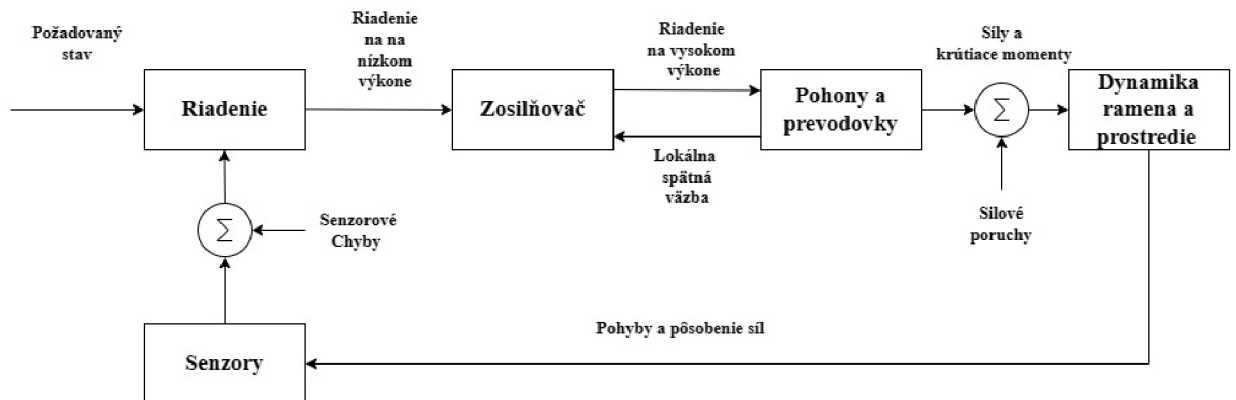 Požadovaný
stav
Riadenie
na na
nízkom
výkone
Riadenie
na vysokom
výkone
Sily a
krútiace momenty
Riadenie
Zosilňovač
Pohony a
prevodovky
∑
Dynamika
ramena a
prostredie
Lokálna
spätná
väzba
∑
Senzorové
Chyby
Silové
poruchy
Pohyby a pôsobenie síl
Senzory